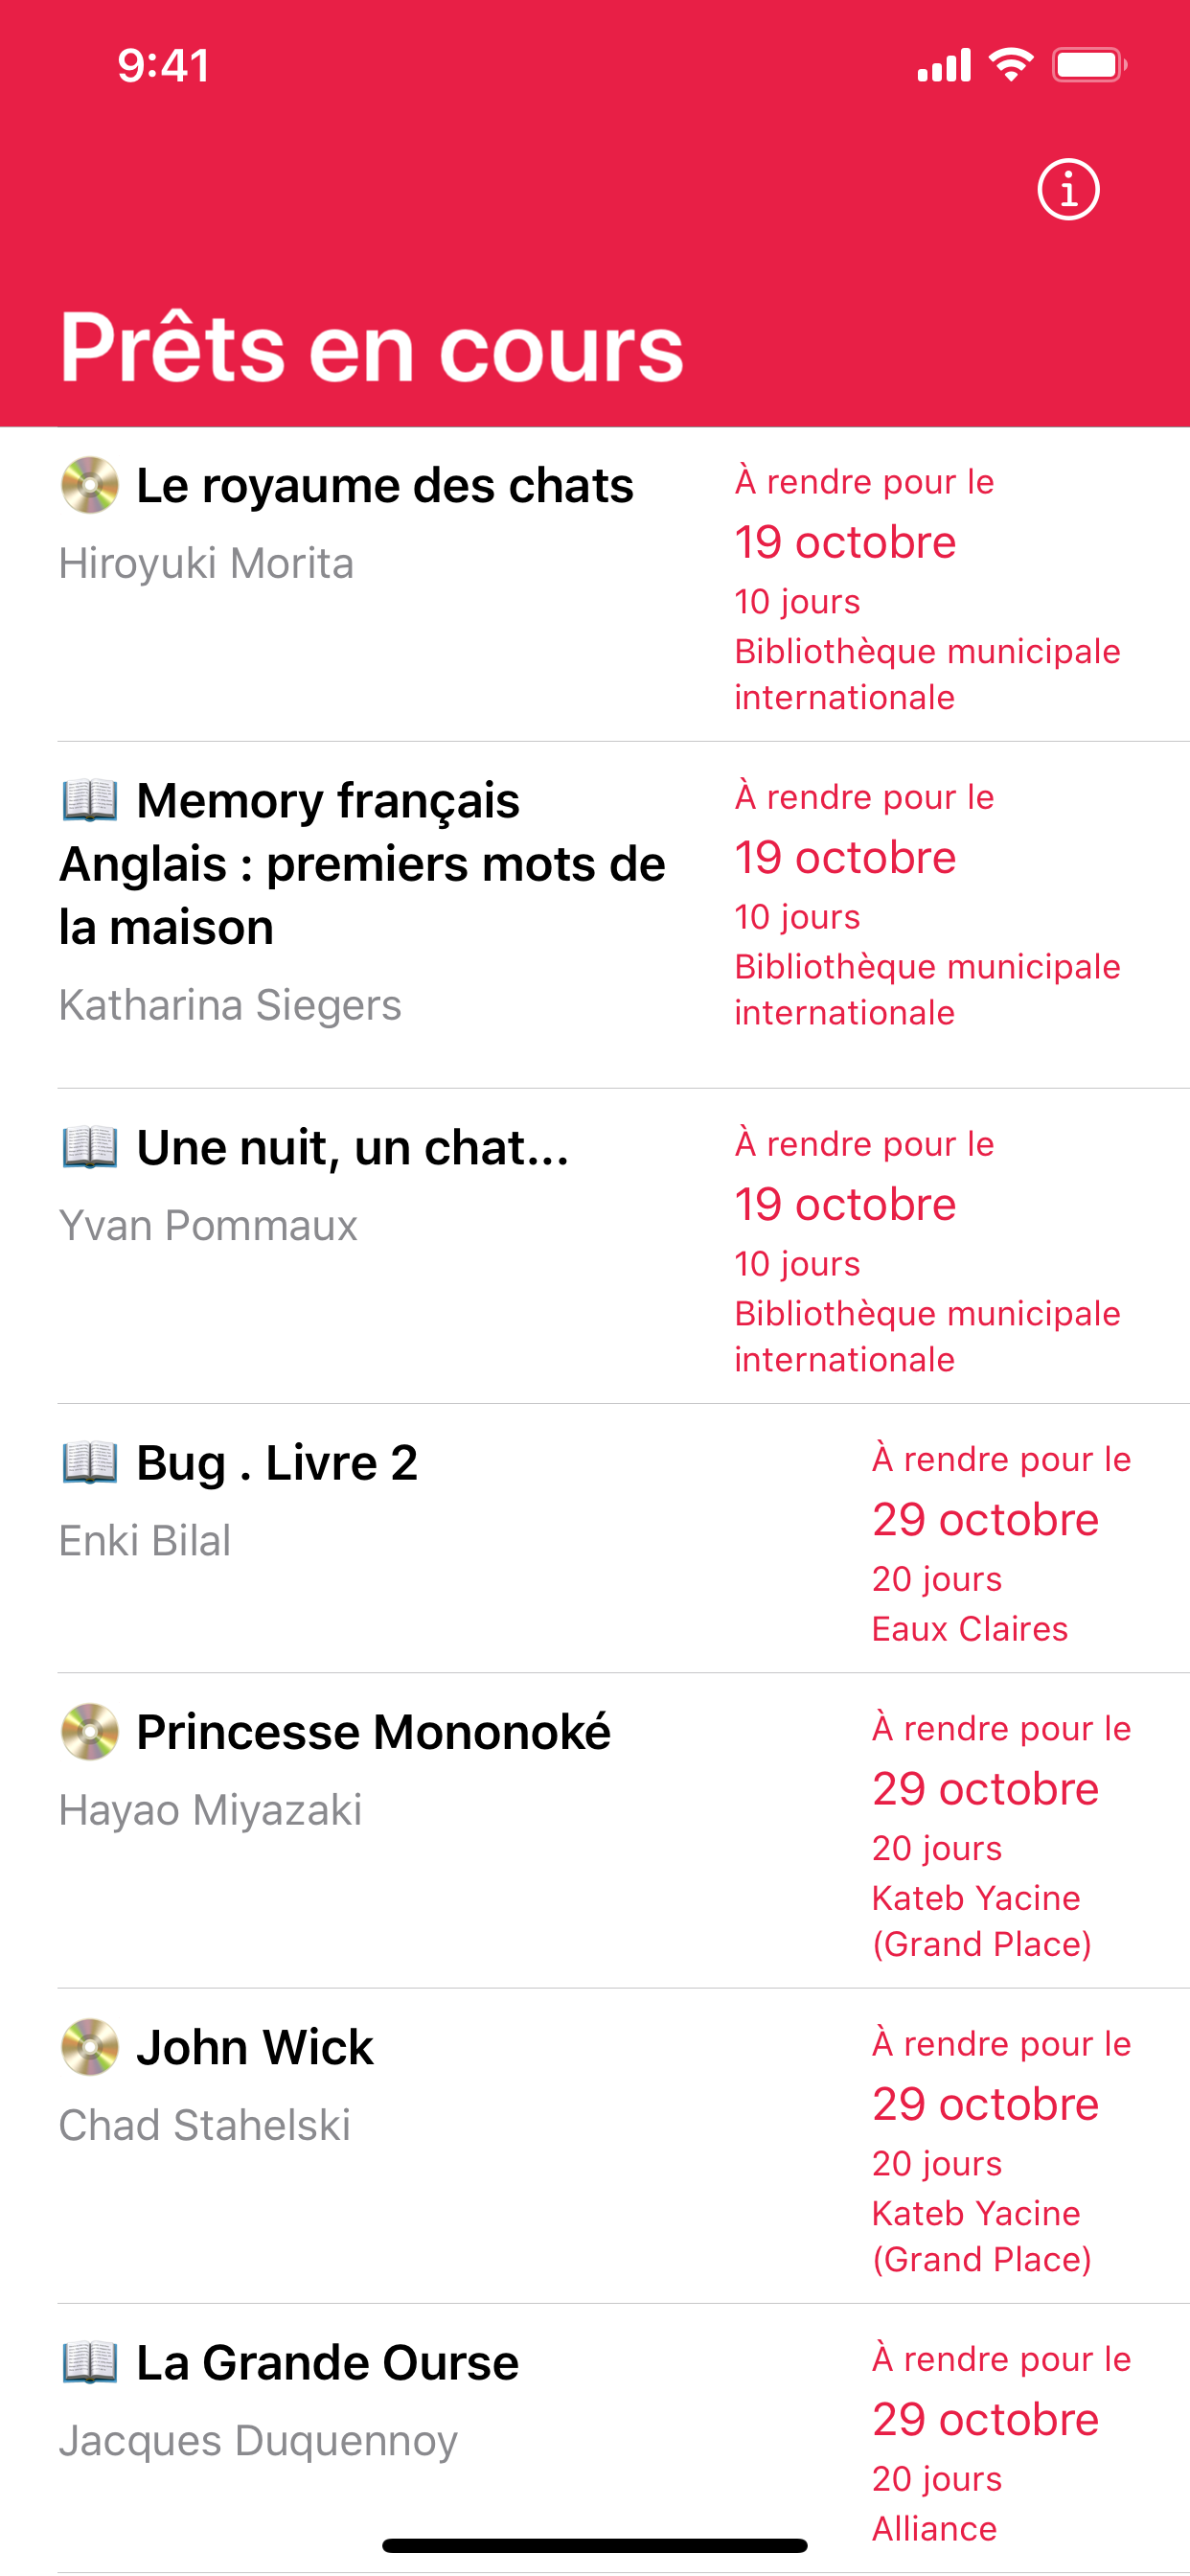 9:41
Prêts en cours
Le royaume des chats
Hiroyuki Morita
À rendre pour le
19 octobre
10 jours
Bibliothèque municipale
internationale
Memory français
Anglais : premiers mots de
la maison
Katharina Siegers
À rendre pour le
19 octobre
10 jours
Bibliothèque municipale
internationale
Une nuit, un chat...
Yvan Pommaux
À rendre pour le
19 octobre
10 jours
Bibliothèque municipale
internationale
Bug . Livre 2
Enki Bilal
À rendre pour le
29 octobre
20 jours
Eaux Claires
Princesse Mononoké
Hayao Miyazaki
À rendre pour le
29 octobre
20 jours
Kateb Yacine
(Grand Place)
John Wick
Chad Stahelski
À rendre pour le
29 octobre
20 jours
Kateb Yacine
(Grand Place)
La Grande Ourse
Jacques Duquennoy
À rendre pour le
29 octobre
20 jours
Alliance